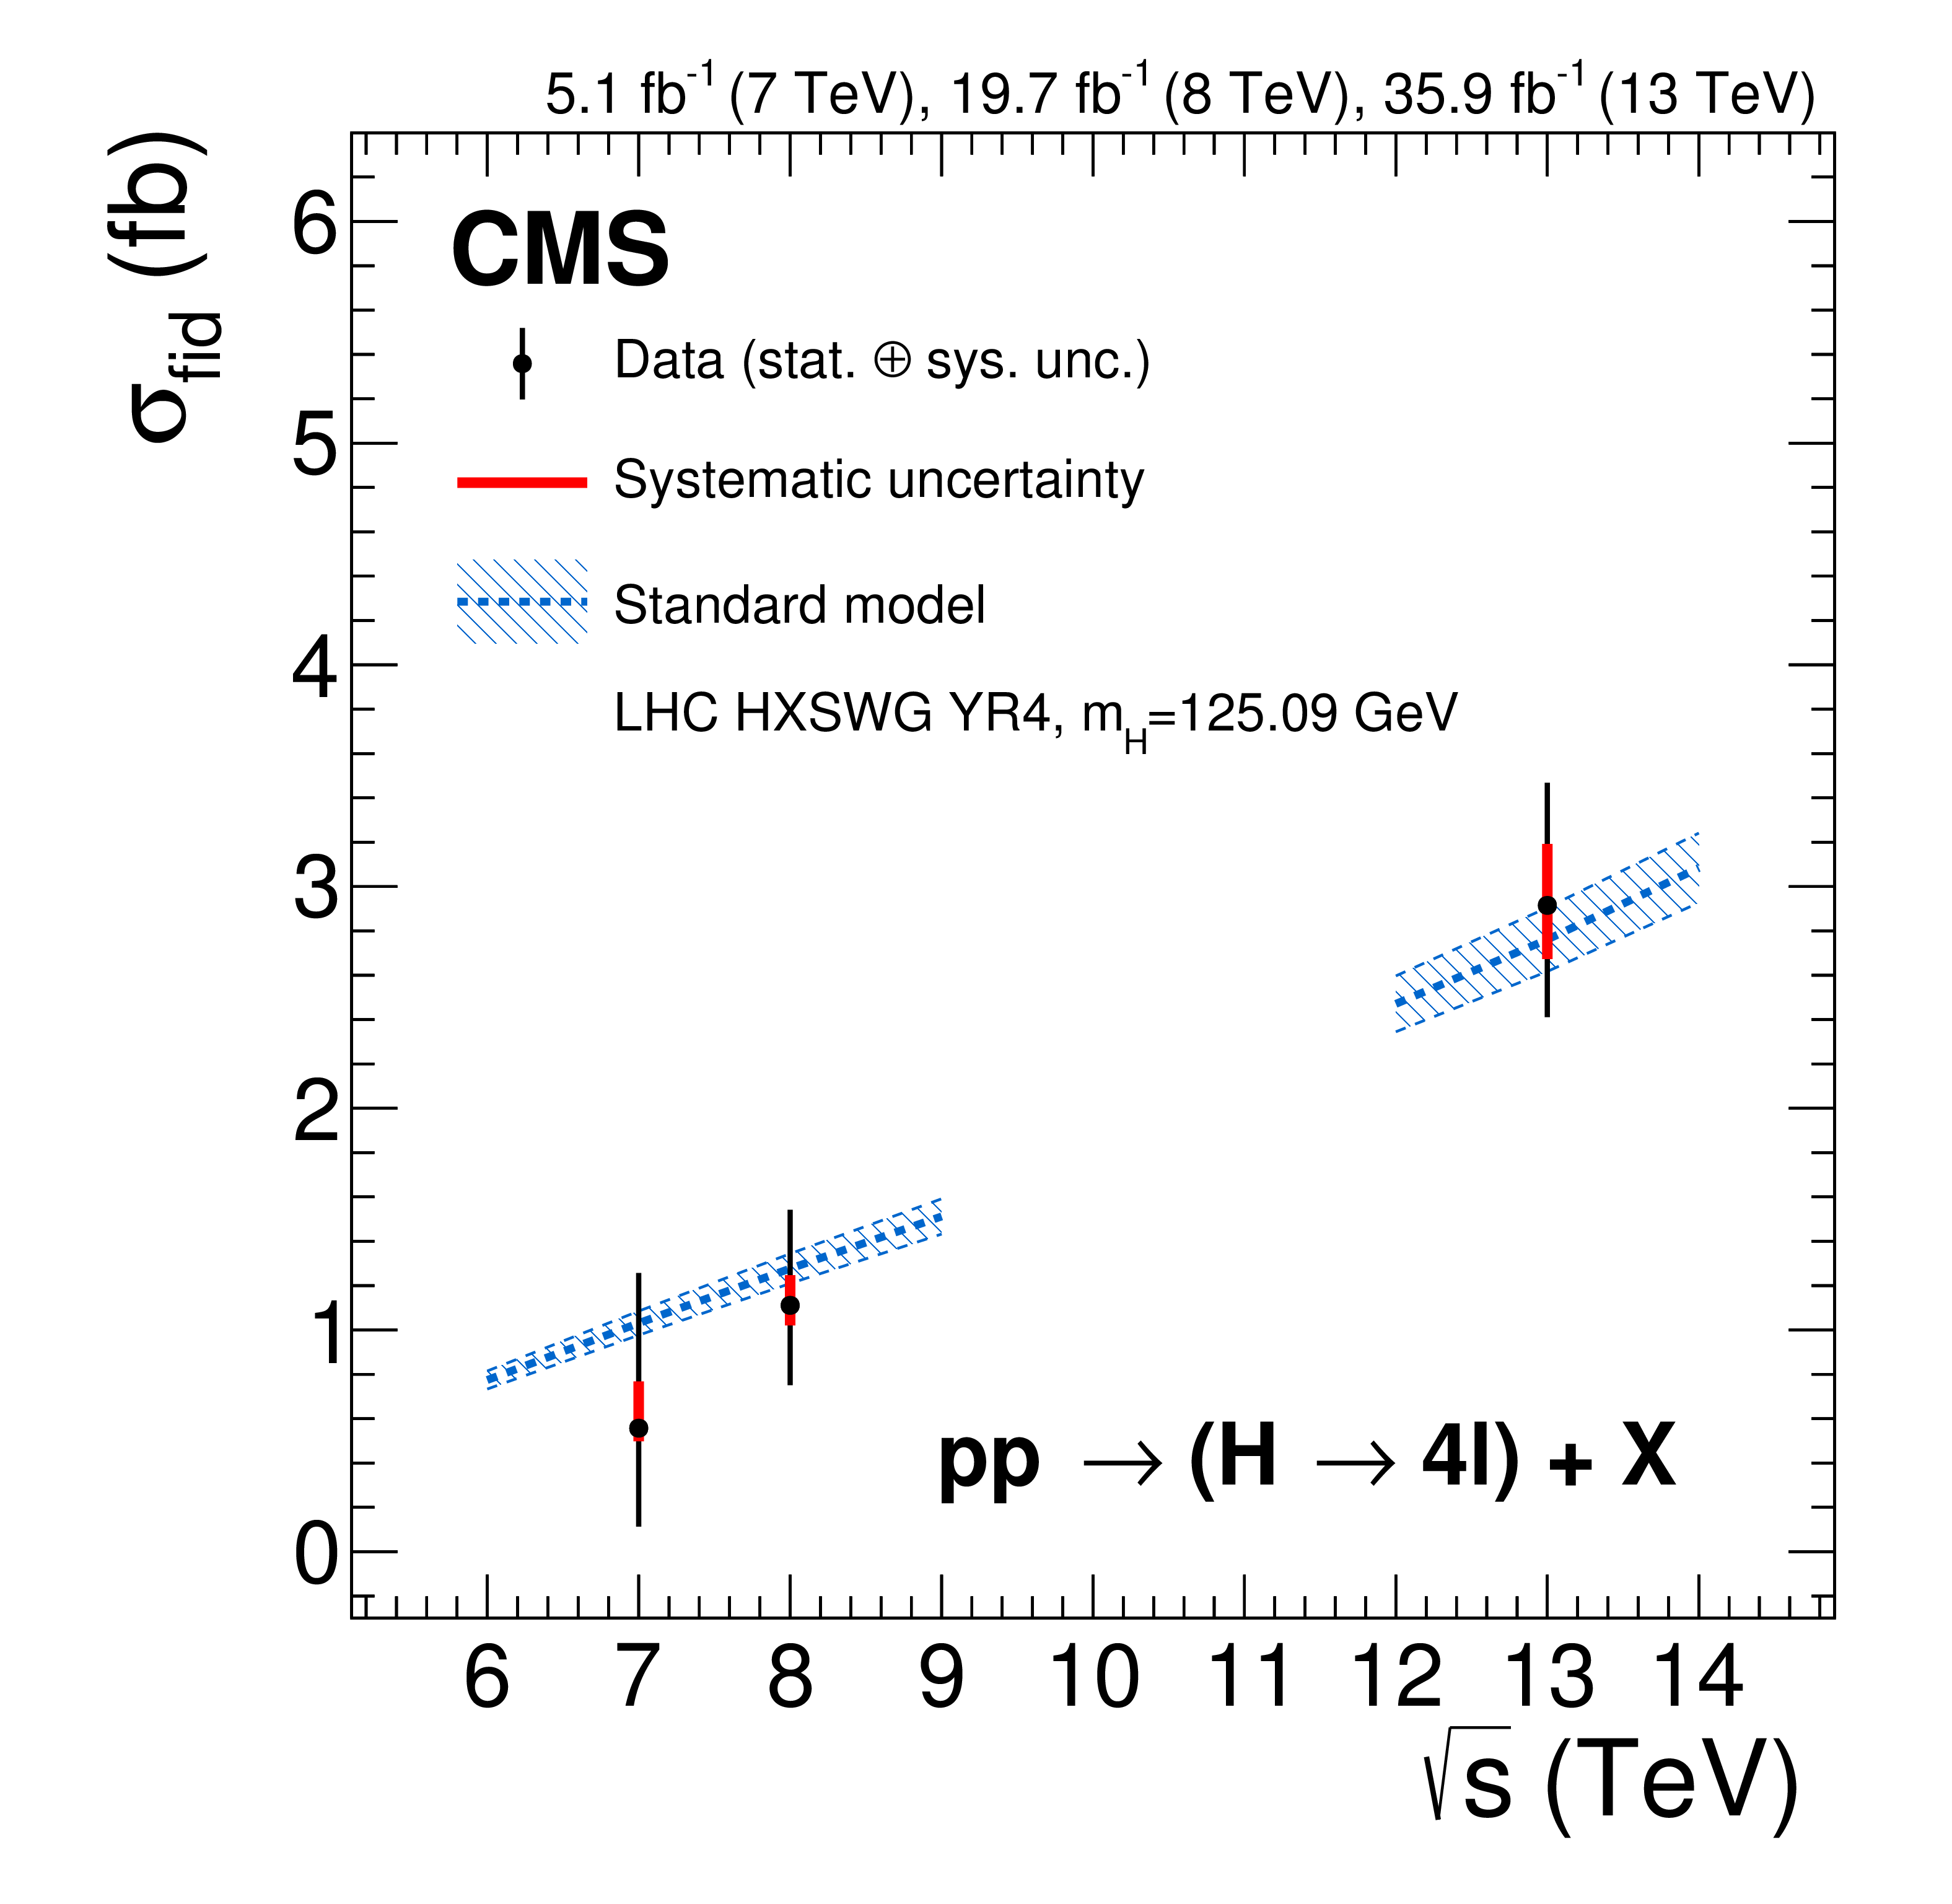 5.1 fb⁻¹ (7 TeV), 19.7 fb⁻¹ (8 TeV), 35.9 fb⁻¹ (13 TeV)
σ_fid (fb)
CMS
Data (stat. ⊕ sys. unc.)
Systematic uncertainty
Standard model
LHC HXSWG YR4, m_H=125.09 GeV
6
5
4
3
2
1
0
pp → (H → 4l) + X
6 7 8 9 10 11 12 13 14
√s (TeV)